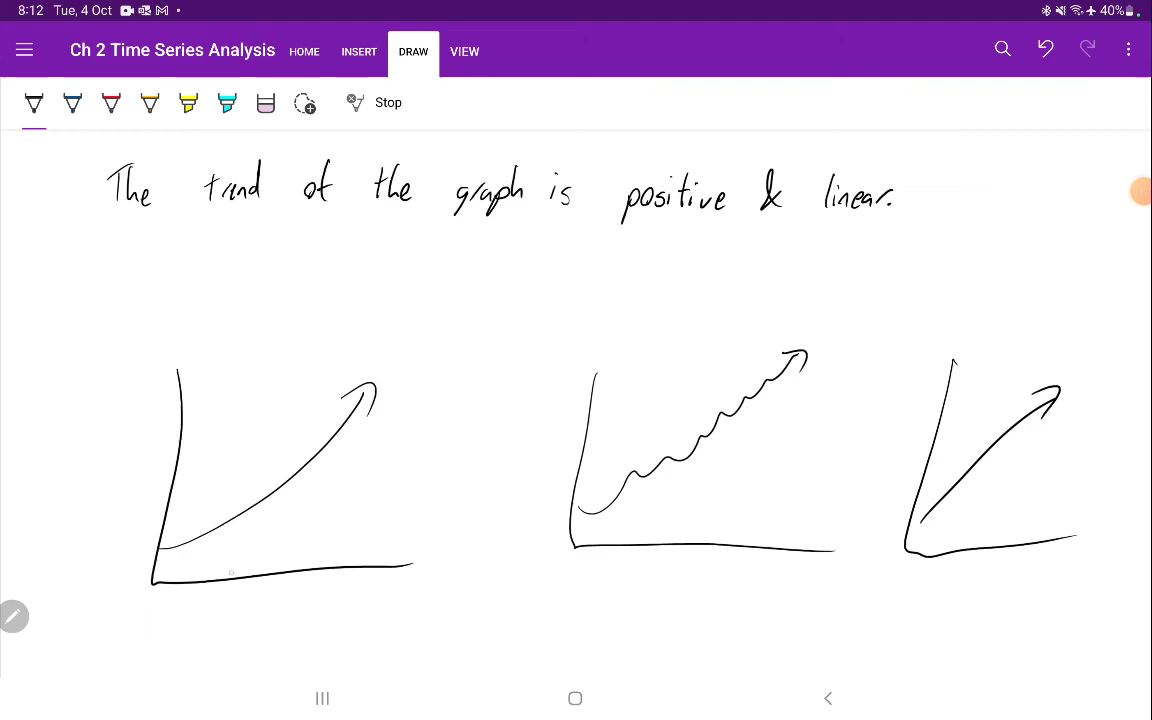 8:12 Tue, 4 Oct 40%
Ch 2 Time Series Analysis HOME INSERT DRAW VIEW
Stop
The trend of the graph is positive & linear.